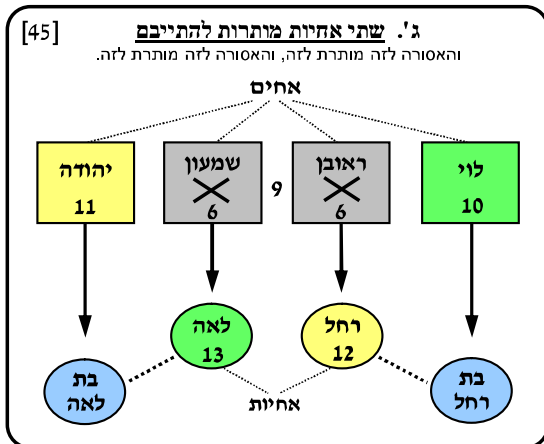 [45]
ג'. שתי אחיות מותרות להתייבם
והאסורה לזה מותרת לזה, והאסורה לזה מותרת לזה.
אחים
לוי
10
ראובן
6
9
שמעון
6
יהודה
11
רחל
12
לאה
13
בת
רחל
אחיות
בת
לאה